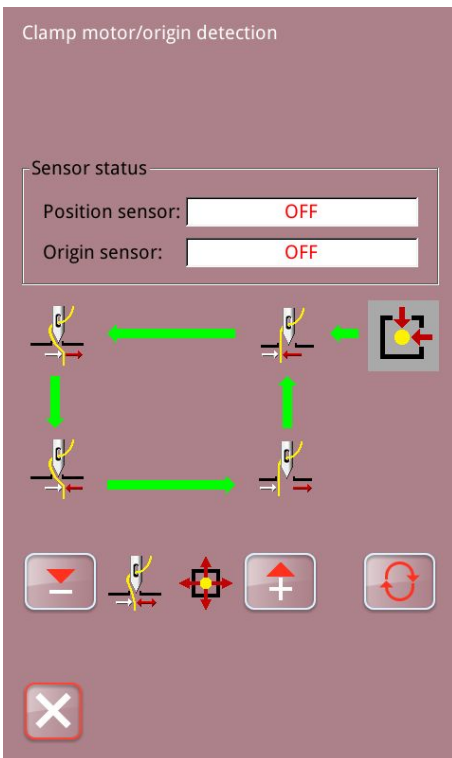 Clamp motor/origin detection
Sensor status
Position sensor: OFF
Origin sensor: OFF